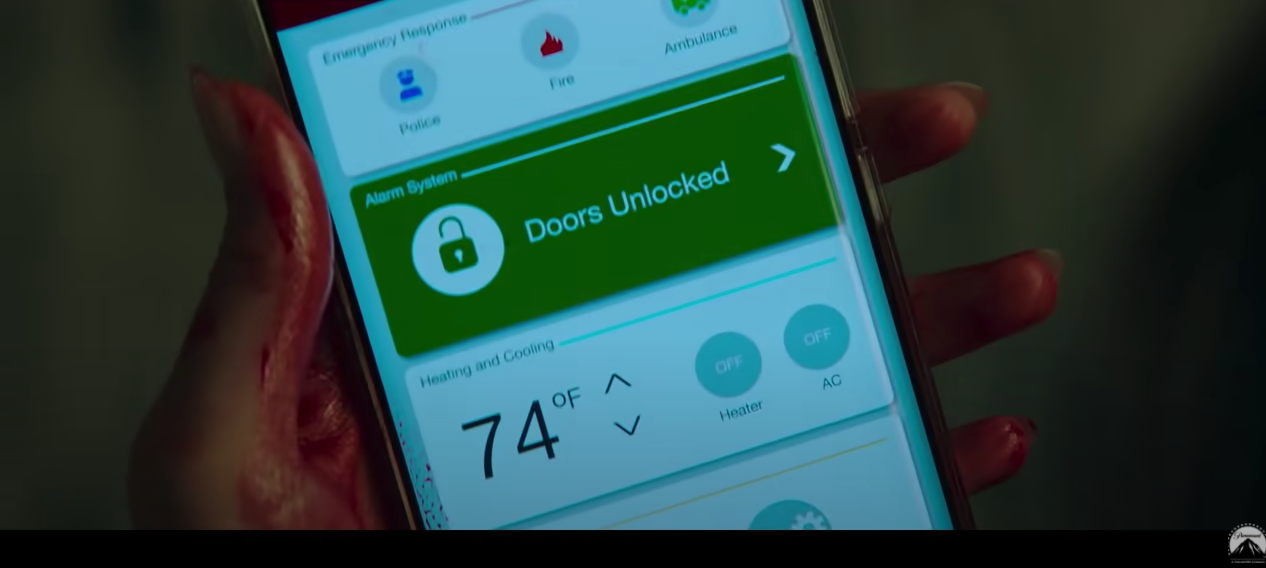 Emergency Response
Police
Fire
Ambulance
Alarm System
Doors Unlocked
Heating and Cooling
74°F
OFF
Heater
OFF
AC
Paramount